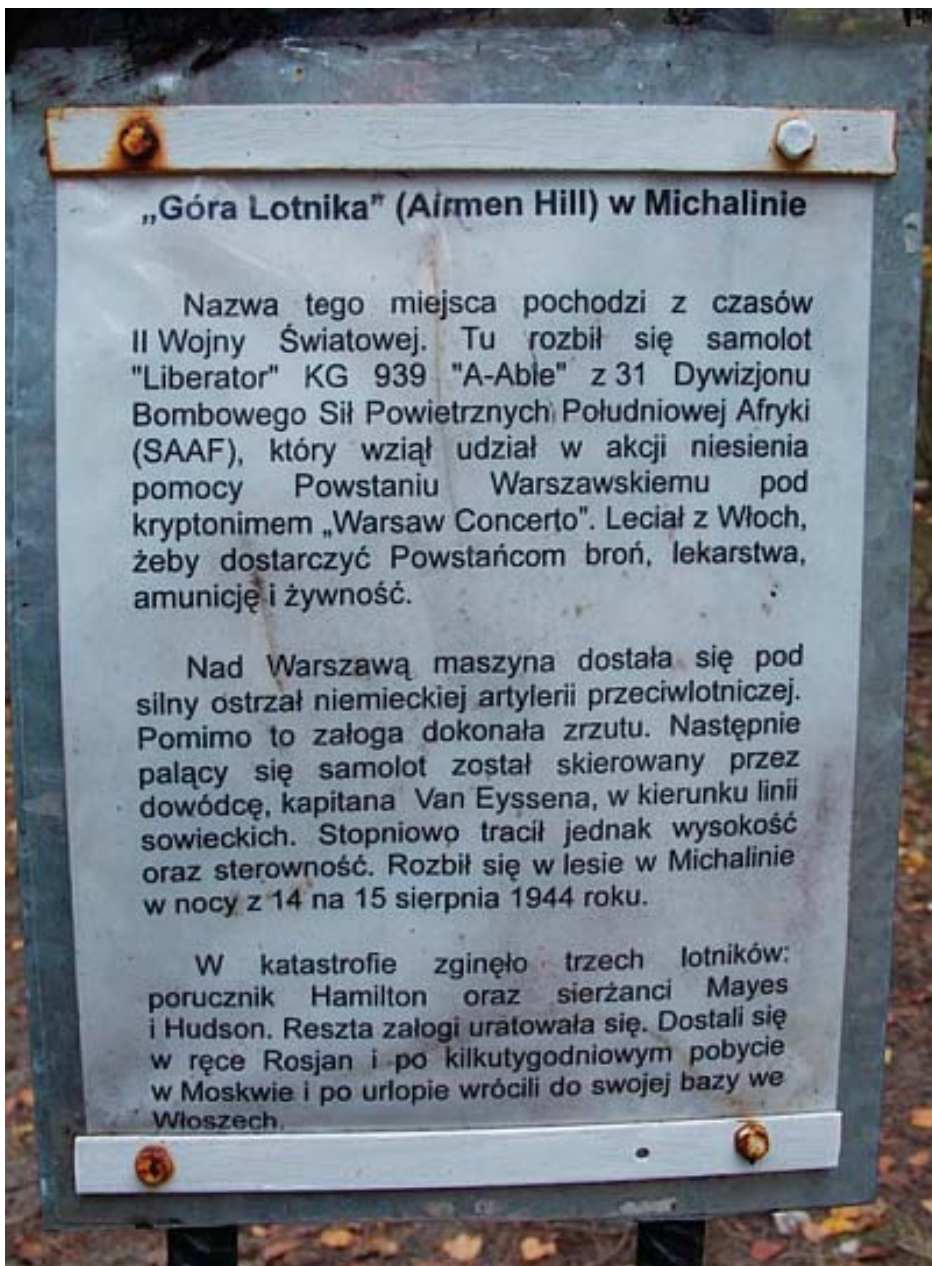 „Góra Lotnika" (Airmen Hill) w Michalinie
Nazwa tego miejsca pochodzi z czasów
II Wojny Światowej. Tu rozbił się samolot
"Liberator" KG 939 "A-Able" z 31 Dywizjonu
Bombowego Sił Powietrznych Południowej Afryki
(SAAF), który wziął udział w akcji niesienia
pomocy Powstaniu Warszawskiemu pod
kryptonimem „Warsaw Concerto". Leciał z Włoch,
żeby dostarczyć Powstańcom broń, lekarstwa,
amunicję i żywność.
Nad Warszawą maszyna dostała się pod
silny ostrzał niemieckiej artylerii przeciwlotniczej.
Pomimo to załoga dokonała zrzutu. Następnie
palący się samolot został skierowany przez
dowódcę, kapitana Van Eyssena, w kierunku linii
sowieckich. Stopniowo tracił jednak wysokość
oraz sterowność. Rozbił się w lesie w Michalinie
w nocy z 14 na 15 sierpnia 1944 roku.
W katastrofie zginęło trzech lotników:
porucznik Hamilton oraz sierżanci Mayes
i Hudson. Reszta załogi uratowała się. Dostali się
w ręce Rosjan i po kilkutygodniowym pobycie
w Moskwie i po urlopie wrócili do swojej bazy we
Włoszech.